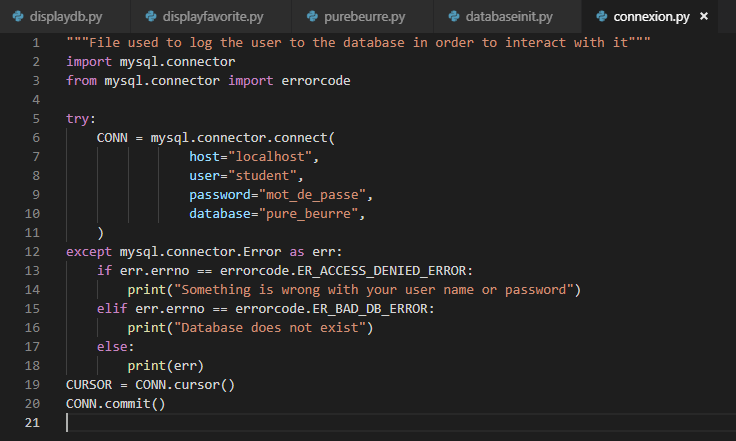 displaydb.py displayfavorite.py purebeurre.py databaseinit.py connexion.py ×
1 """File used to log the user to the database in order to interact with it"""
2 import mysql.connector
3 from mysql.connector import errorcode
4
5 try:
6     CONN = mysql.connector.connect(
7                 host="localhost",
8                 user="student",
9                 password="mot_de_passe",
10                 database="pure_beurre",
11     )
12 except mysql.connector.Error as err:
13     if err.errno == errorcode.ER_ACCESS_DENIED_ERROR:
14         print("Something is wrong with your user name or password")
15     elif err.errno == errorcode.ER_BAD_DB_ERROR:
16         print("Database does not exist")
17     else:
18         print(err)
19 CURSOR = CONN.cursor()
20 CONN.commit()
21